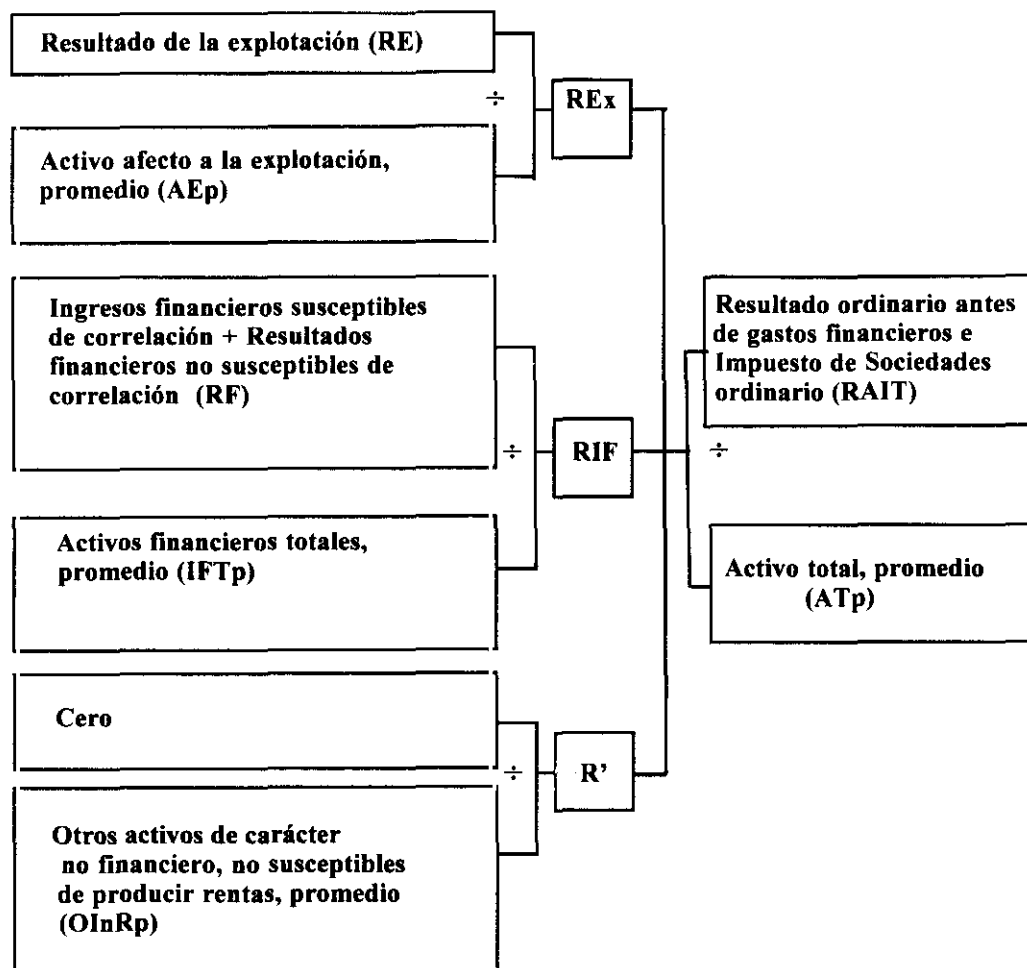 Resultado de la explotación (RE)
÷
REx
Activo afecto a la explotación,
promedio (AEp)
Ingresos financieros susceptibles
de correlación + Resultados
financieros no susceptibles de
correlación (RF)
÷
RIF
Activos financieros totales,
promedio (IFTp)
Resultado ordinario antes
de gastos financieros e
Impuesto de Sociedades
ordinario (RAIT)
÷
Activo total, promedio
(ATp)
Cero
÷
R’
Otros activos de carácter
no financiero, no susceptibles
de producir rentas, promedio
(OInRp)